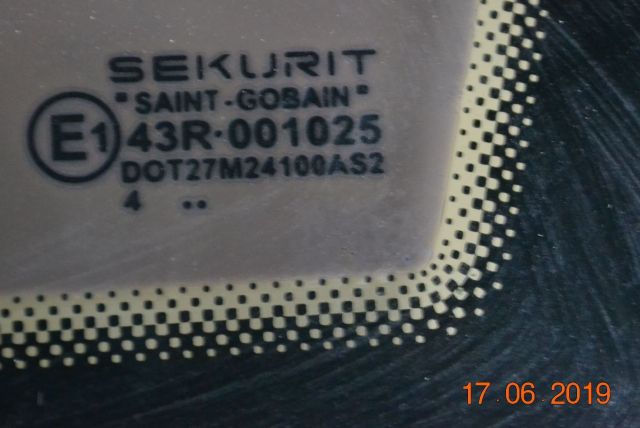 SEKURIT
"SAINT-GOBAIN"
E1 43R·001025
DOT27M24100AS2
4 ··
17 06 2019